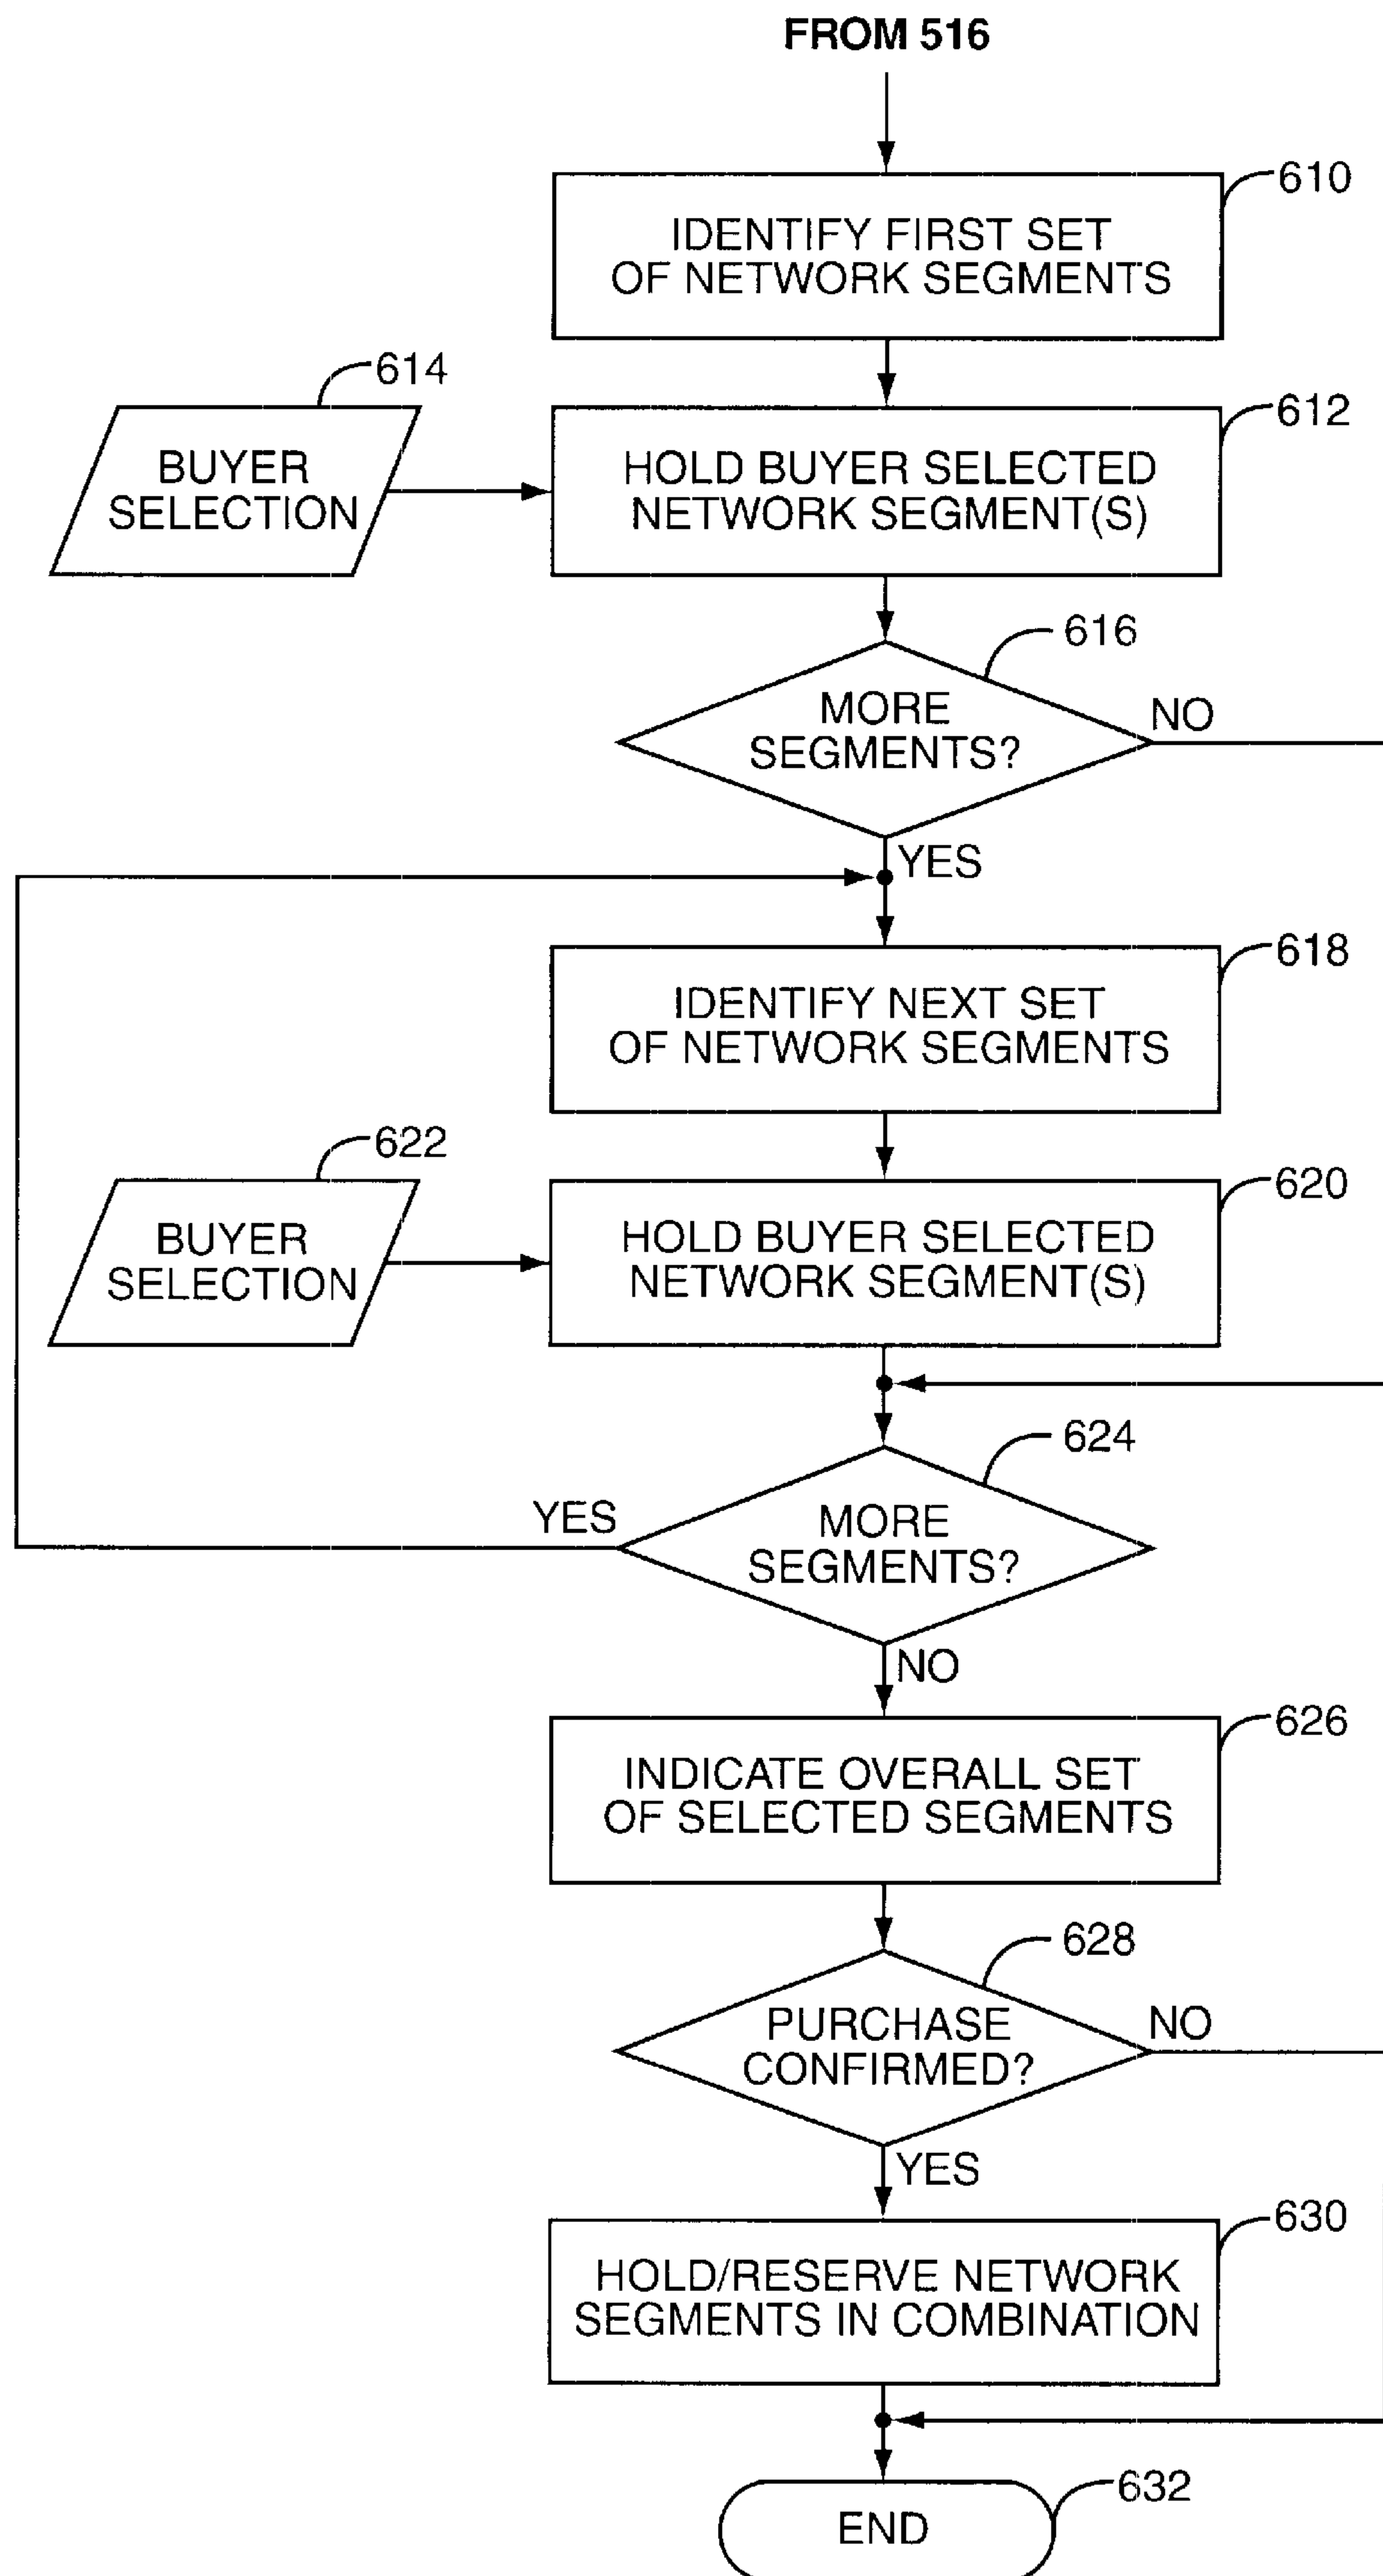 FROM 516
610
IDENTIFY FIRST SET
OF NETWORK SEGMENTS
614
612
BUYER
SELECTION
HOLD BUYER SELECTED
NETWORK SEGMENT(S)
616
MORE
SEGMENTS?
NO
YES
618
IDENTIFY NEXT SET
OF NETWORK SEGMENTS
622
620
BUYER
SELECTION
HOLD BUYER SELECTED
NETWORK SEGMENT(S)
624
YES
MORE
SEGMENTS?
NO
626
INDICATE OVERALL SET
OF SELECTED SEGMENTS
628
PURCHASE
CONFIRMED?
NO
YES
630
HOLD/RESERVE NETWORK
SEGMENTS IN COMBINATION
632
END